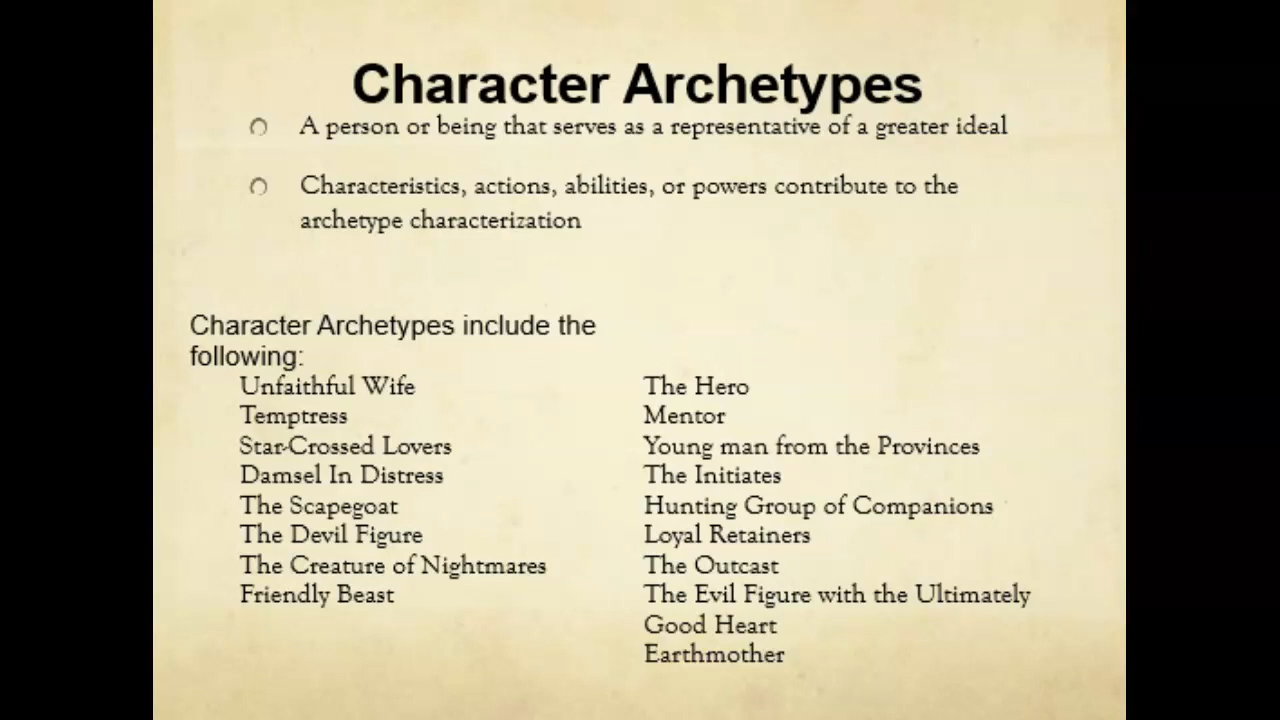 Character Archetypes
A person or being that serves as a representative of a greater ideal
Characteristics, actions, abilities, or powers contribute to the
archetype characterization
Character Archetypes include the
following:
Unfaithful Wife
Temptress
Star-Crossed Lovers
Damsel In Distress
The Scapegoat
The Devil Figure
The Creature of Nightmares
Friendly Beast
The Hero
Mentor
Young man from the Provinces
The Initiates
Hunting Group of Companions
Loyal Retainers
The Outcast
The Evil Figure with the Ultimately
Good Heart
Earthmother